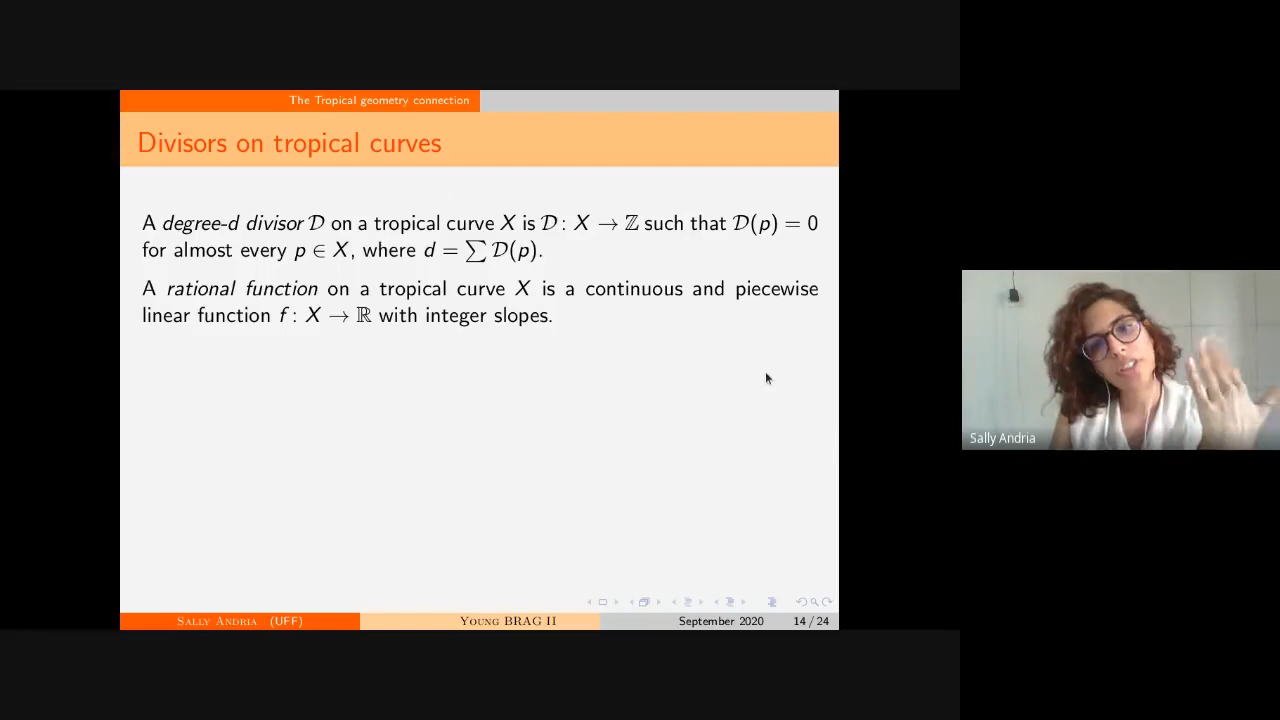 The Tropical geometry connection
Divisors on tropical curves
A degree-d divisor 𝒟 on a tropical curve X is 𝒟: X → ℤ such that 𝒟(p) = 0
for almost every p ∈ X, where d = ∑ 𝒟(p).
A rational function on a tropical curve X is a continuous and piecewise
linear function f: X → ℝ with integer slopes.
Sally Andria
Sally Andria (UFF) Young BRAG II September 2020 14 / 24